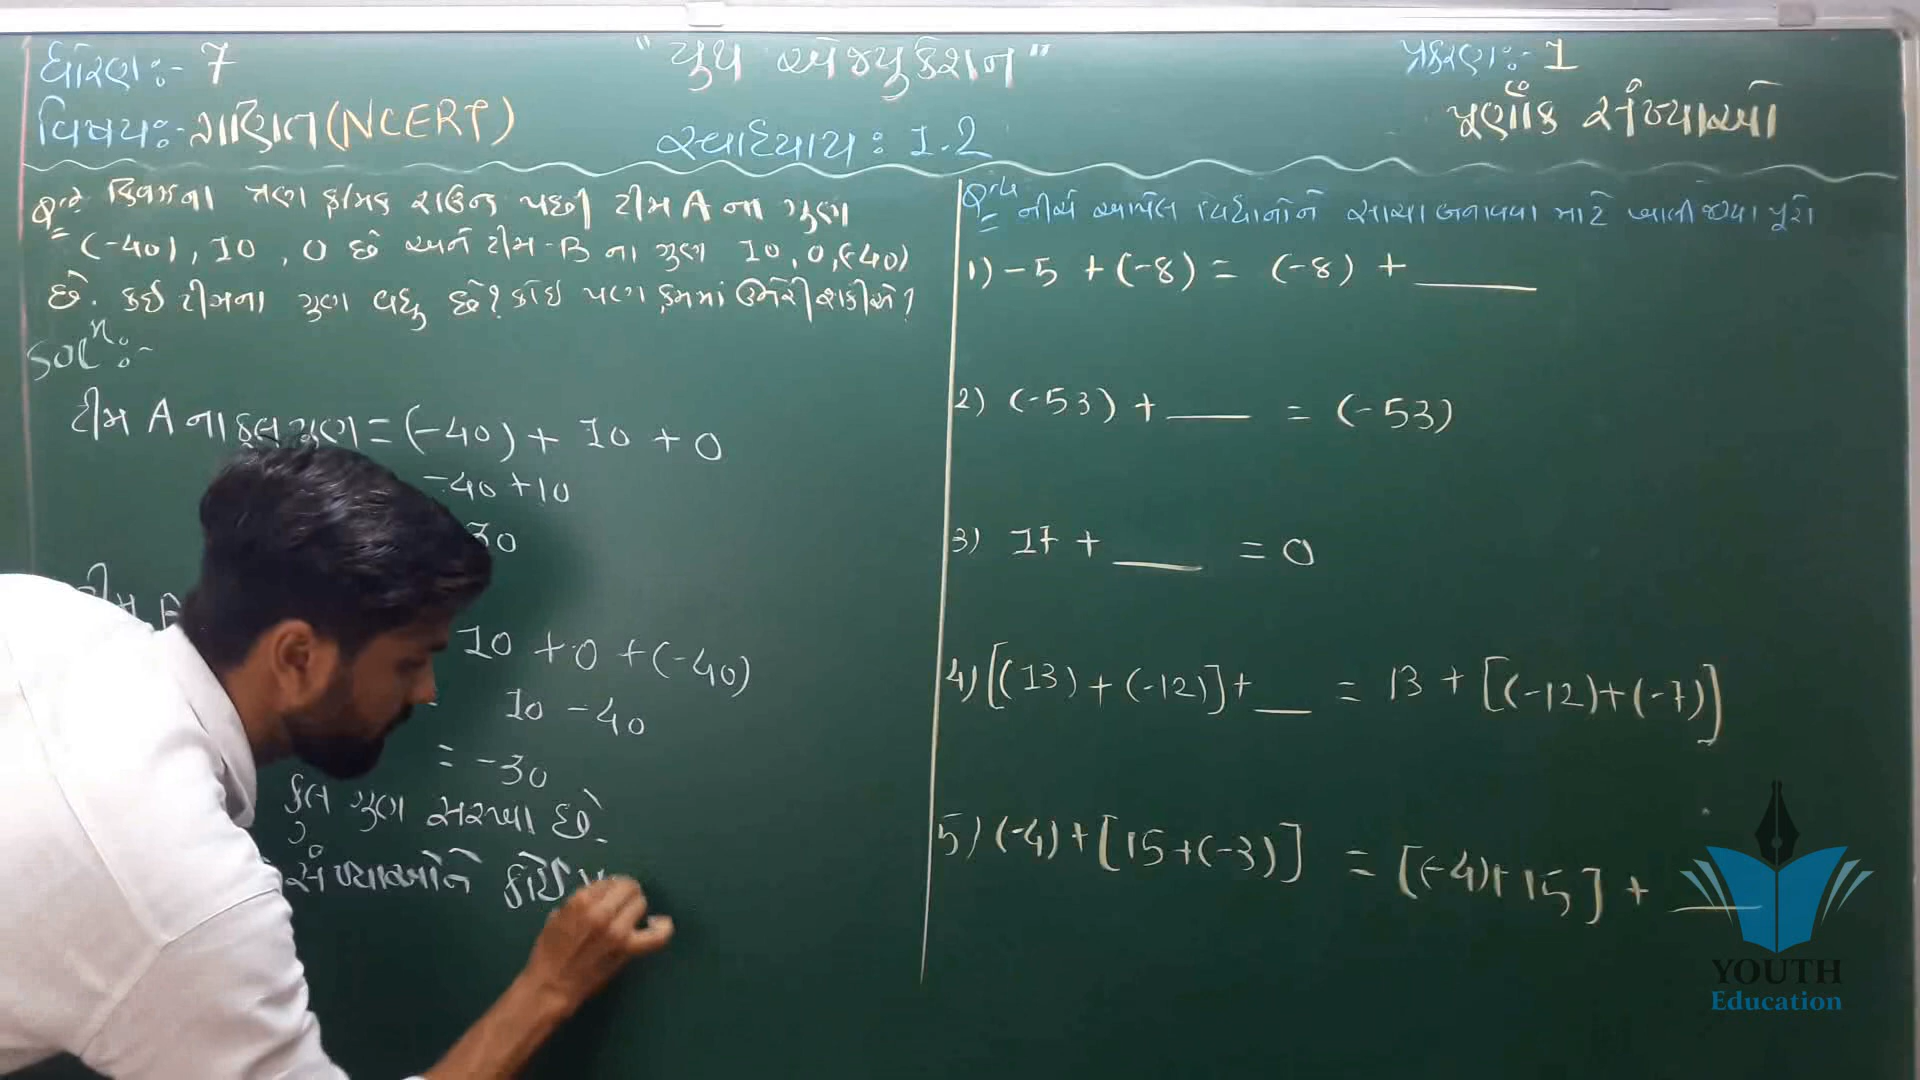 ધોરણઃ- 7
"યુથ એજ્યુકેશન"
પ્રકરણઃ- 1
વિષયઃ- ગણિત (NCERT)
સ્વાધ્યાયઃ 1.2
પૂર્ણાંક સંખ્યાઓ
ક્વિઝના ત્રણ ક્રમિક રાઉન્ડ પછી ટીમ A ના ગુણ
(-40), 10, 0 છે અને ટીમ-B ના ગુણ 10, 0, (-40)
છે. કઇ ટીમના ગુણ વધુ છે? કોઇ પણ ક્રમમાં ઉમેરી શકીએ?
Solⁿ:-
ટીમ A ના કુલ ગુણ = (-40) + 10 + 0
-40 + 10
30
ટીમ
10 + 0 + (-40)
10 - 40
= -30
કુલ ગુણ સરખા છે.
સંખ્યાઓને કોઈ
નીચે આપેલ વિધાનોને સાચા બનાવવા માટે ખાલી જગ્યા પૂરો
1) -5 + (-8) = (-8) + ____
2) (-53) + ____ = (-53)
3) 17 + ____ = 0
4) [(13) + (-12)] + ____ = 13 + [(-12) + (-7)]
5) (-4) + [15 + (-3)] = [(-4) + 15] + ____
YOUTH
Education